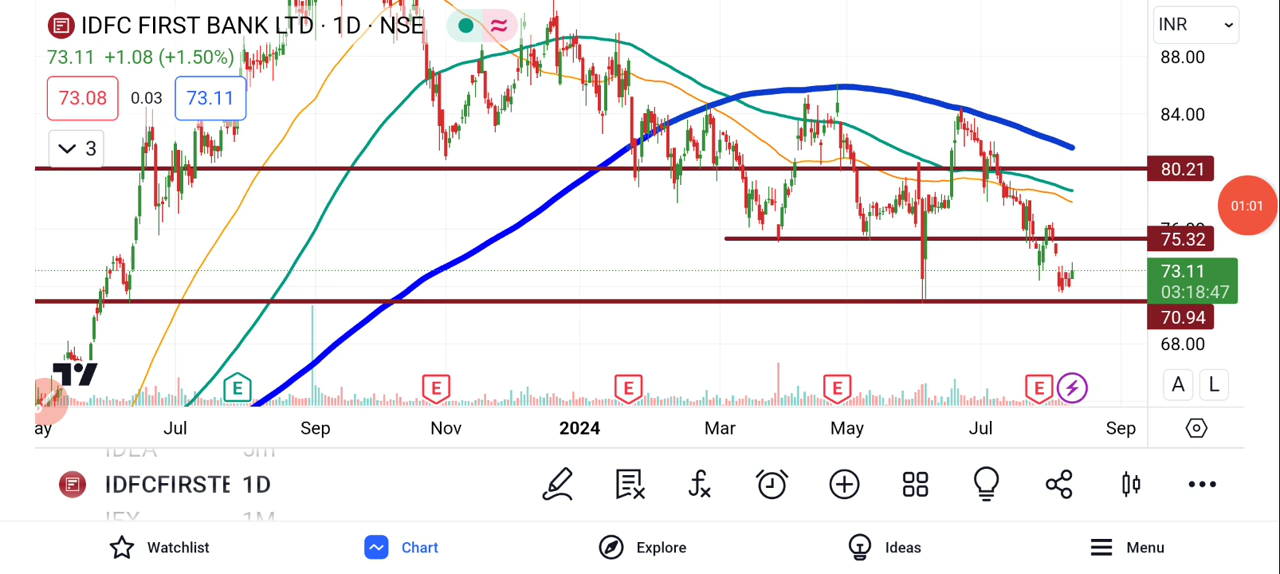 IDFC FIRST BANK LTD · 1D · NSE
INR
73.11 +1.08 (+1.50%)
88.00
73.08 0.03 73.11
84.00
3
80.21
01:01
75.32
73.11
03:18:47
70.94
68.00
E E E E E
A L
Jul Sep Nov 2024 Mar May Jul Sep
IDFCFIRSTB 1D
Watchlist Chart Explore Ideas Menu